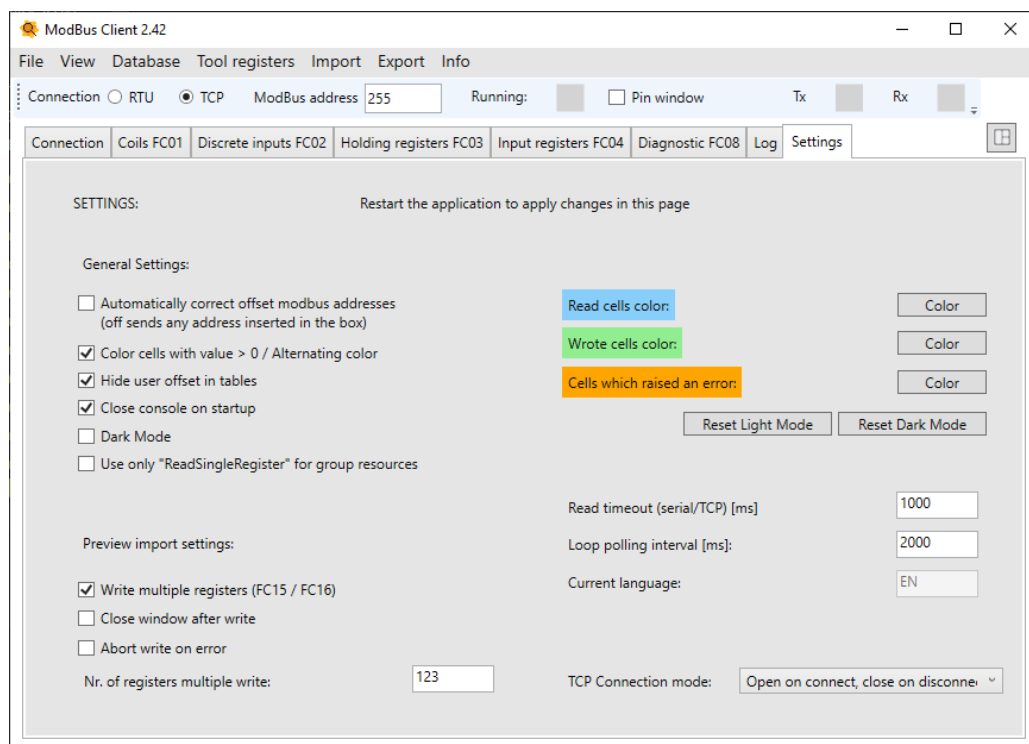 ModBus Client 2.42
File View Database Tool registers Import Export Info
Connection RTU TCP ModBus address 255 Running: Pin window Tx Rx
Connection Coils FC01 Discrete inputs FC02 Holding registers FC03 Input registers FC04 Diagnostic FC08 Log Settings
SETTINGS: Restart the application to apply changes in this page
General Settings:
Automatically correct offset modbus addresses
(off sends any address inserted in the box)
Read cells color: Color
Color cells with value > 0 / Alternating color
Wrote cells color: Color
Hide user offset in tables
Cells which raised an error: Color
Close console on startup
Reset Light Mode Reset Dark Mode
Dark Mode
Use only "ReadSingleRegister" for group resources
Read timeout (serial/TCP) [ms] 1000
Preview import settings:
Loop polling interval [ms]: 2000
Write multiple registers (FC15 / FC16)
Current language: EN
Close window after write
Abort write on error
Nr. of registers multiple write: 123
TCP Connection mode: Open on connect, close on